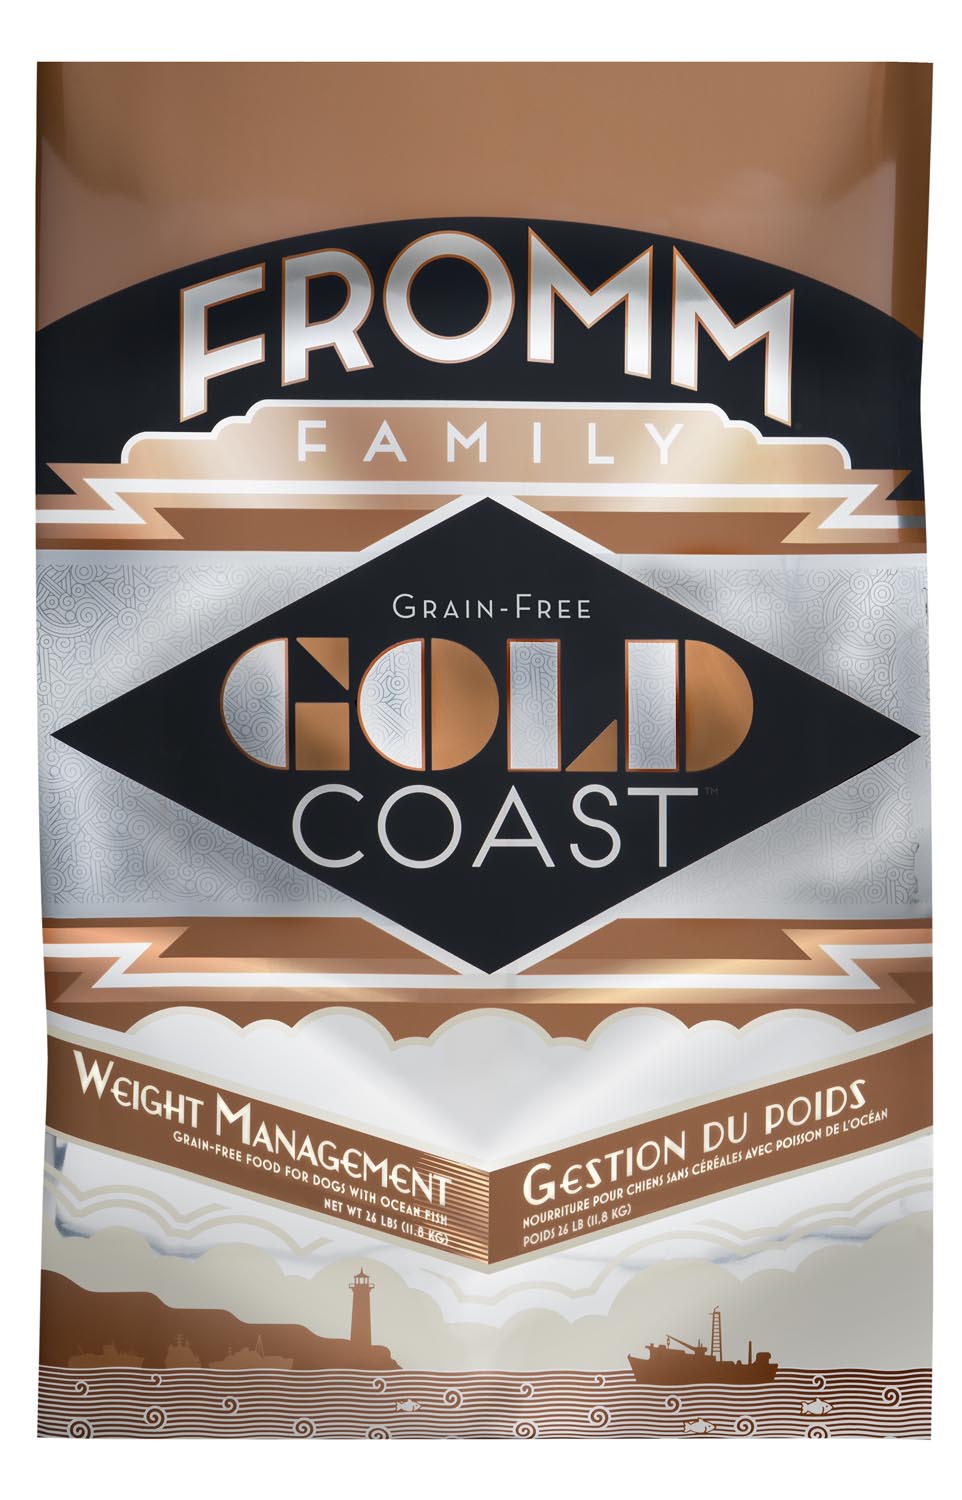 FROMM
FAMILY
GRAIN-FREE
GOLD
COAST™
WEIGHT MANAGEMENT
GRAIN-FREE FOOD FOR DOGS WITH OCEAN FISH
NET WT 26 LBS (11,8 KG)
GESTION DU POIDS
NOURRITURE POUR CHIENS SANS CÉRÉALES AVEC POISSON DE L'OCÉAN
POIDS 26 LB (11,8 KG)